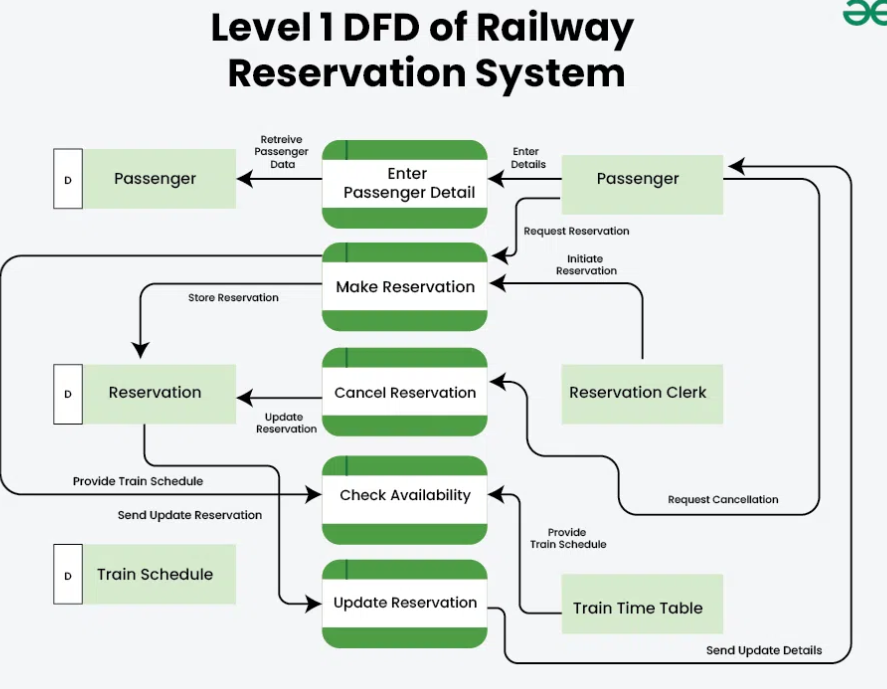 Level 1 DFD of Railway
Reservation System
Retreive
Passenger
Data
Enter
Details
D
Passenger
Enter
Passenger Detail
Passenger
Request Reservation
Initiate
Reservation
Make Reservation
Store Reservation
D
Reservation
Cancel Reservation
Reservation Clerk
Update
Reservation
Provide Train Schedule
Check Availability
Request Cancellation
Send Update Reservation
Provide
Train Schedule
D
Train Schedule
Update Reservation
Train Time Table
Send Update Details